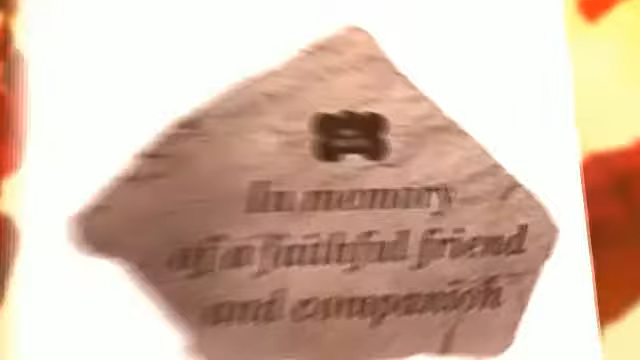 In memory
of a faithful friend
and companion